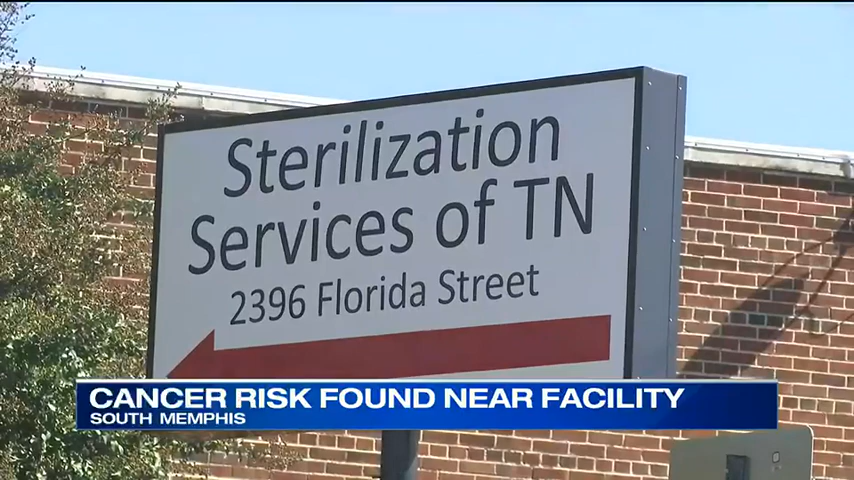 Sterilization
Services of TN
2396 Florida Street
CANCER RISK FOUND NEAR FACILITY
SOUTH MEMPHIS